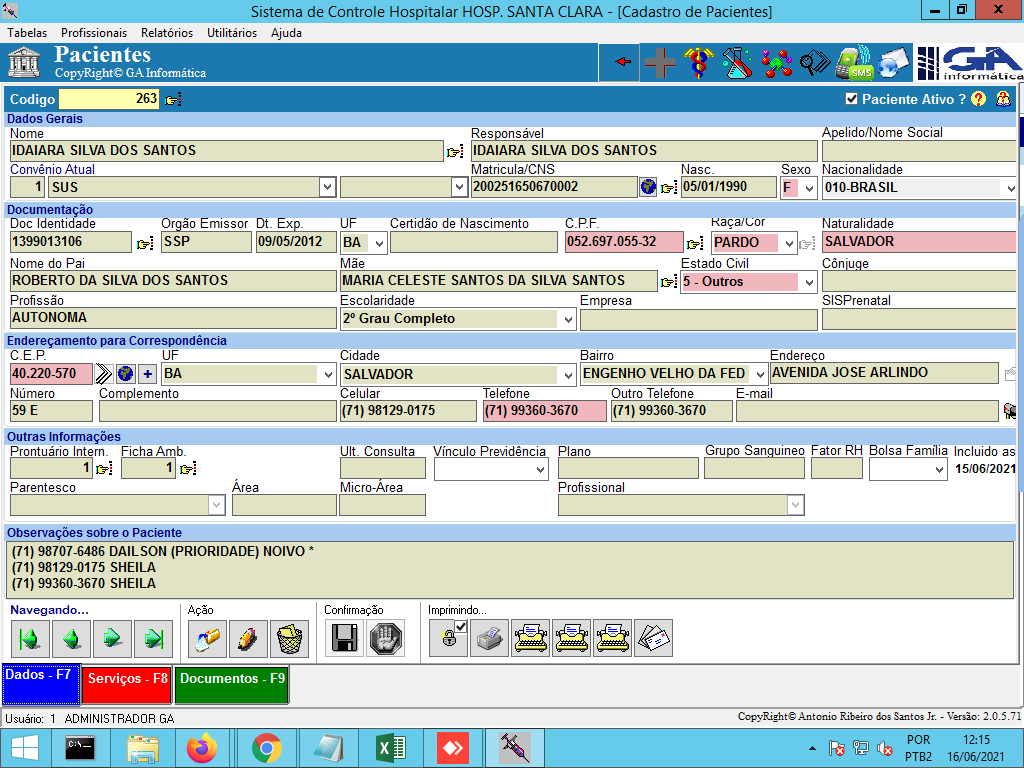 Sistema de Controle Hospitalar HOSP. SANTA CLARA - [Cadastro de Pacientes]
Tabelas Profissionais Relatórios Utilitários Ajuda
Pacientes
CopyRight© GA Informática
SMS
GA
informática
Codigo 263 Paciente Ativo ?
Dados Gerais
Nome Responsável Apelido/Nome Social
IDAIARA SILVA DOS SANTOS IDAIARA SILVA DOS SANTOS
Convênio Atual Matricula/CNS Nasc. Sexo Nacionalidade
1 SUS 200251650670002 05/01/1990 F 010-BRASIL
Documentação
Doc Identidade Orgão Emissor Dt. Exp. UF Certidão de Nascimento C.P.F. Raça/Cor Naturalidade
1399013106 SSP 09/05/2012 BA 052.697.055-32 PARDO SALVADOR
Nome do Pai Mãe Estado Civil Cônjuge
ROBERTO DA SILVA DOS SANTOS MARIA CELESTE SANTOS DA SILVA SANTOS 5 - Outros
Profissão Escolaridade Empresa SISPrenatal
AUTONOMA 2º Grau Completo
Endereçamento para Correspondência
C.E.P. UF Cidade Bairro Endereço
40.220-570 BA SALVADOR ENGENHO VELHO DA FED AVENIDA JOSE ARLINDO
Número Complemento Celular Telefone Outro Telefone E-mail
59 E (71) 98129-0175 (71) 99360-3670 (71) 99360-3670
Outras Informações
Prontuário Intern. Ficha Amb. Ult. Consulta Vínculo Previdência Plano Grupo Sanguineo Fator RH Bolsa Família Incluido as
1 1 15/06/2021
Parentesco Área Micro-Área Profissional
Observações sobre o Paciente
(71) 98707-6486 DAILSON (PRIORIDADE) NOIVO *
(71) 98129-0175 SHEILA
(71) 99360-3670 SHEILA
Navegando... Ação Confirmação Imprimindo...
Dados - F7 Serviços - F8 Documentos - F9
Usuário: 1 ADMINISTRADOR GA CopyRight© Antonio Ribeiro dos Santos Jr. - Versão: 2.0.5.71
POR 12:15
PTB2 16/06/2021